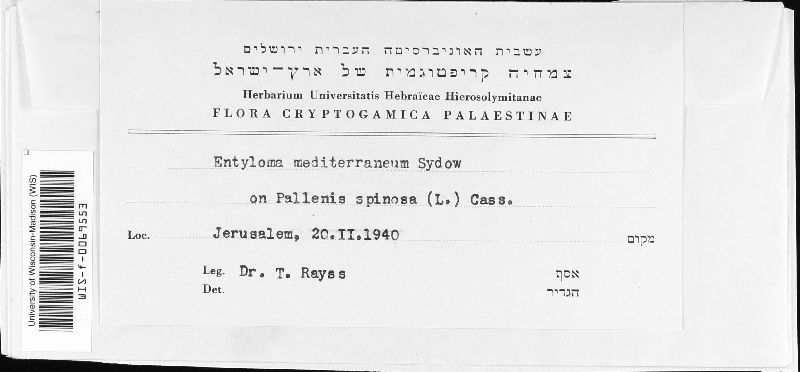 עשבית האוניברסיטה העברית ירושלים
צמחיה קריפטוגמית של ארץ-ישראל
Herbarium Universitatis Hebraïcae Hierosolymitanae
FLORA CRYPTOGAMICA PALAESTINAE
Entyloma mediterraneum Sydow
on Pallenis spinosa (L.) Cass.
Loc. Jerusalem, 20.II.1940 מקום
Leg. Dr. T. Rayss אסף
Det. הגדיר
University of Wisconsin-Madison (WIS)
WIS-f-0069553